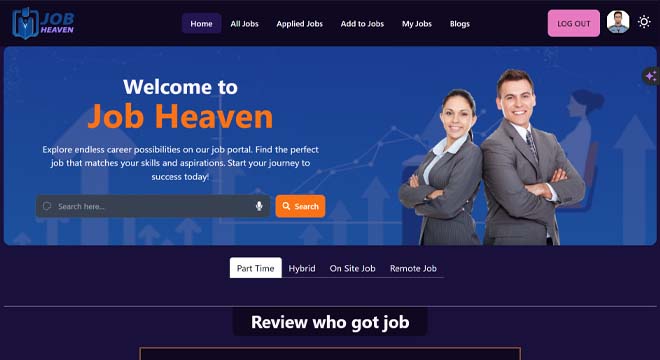 JOB
HEAVEN
Home All Jobs Applied Jobs Add to Jobs My Jobs Blogs LOG OUT
Welcome to
Job Heaven
Explore endless career possibilities on our job portal. Find the perfect
job that matches your skills and aspirations. Start your journey to
success today!
Search here... Search
Part Time Hybrid On Site Job Remote Job
Review who got job